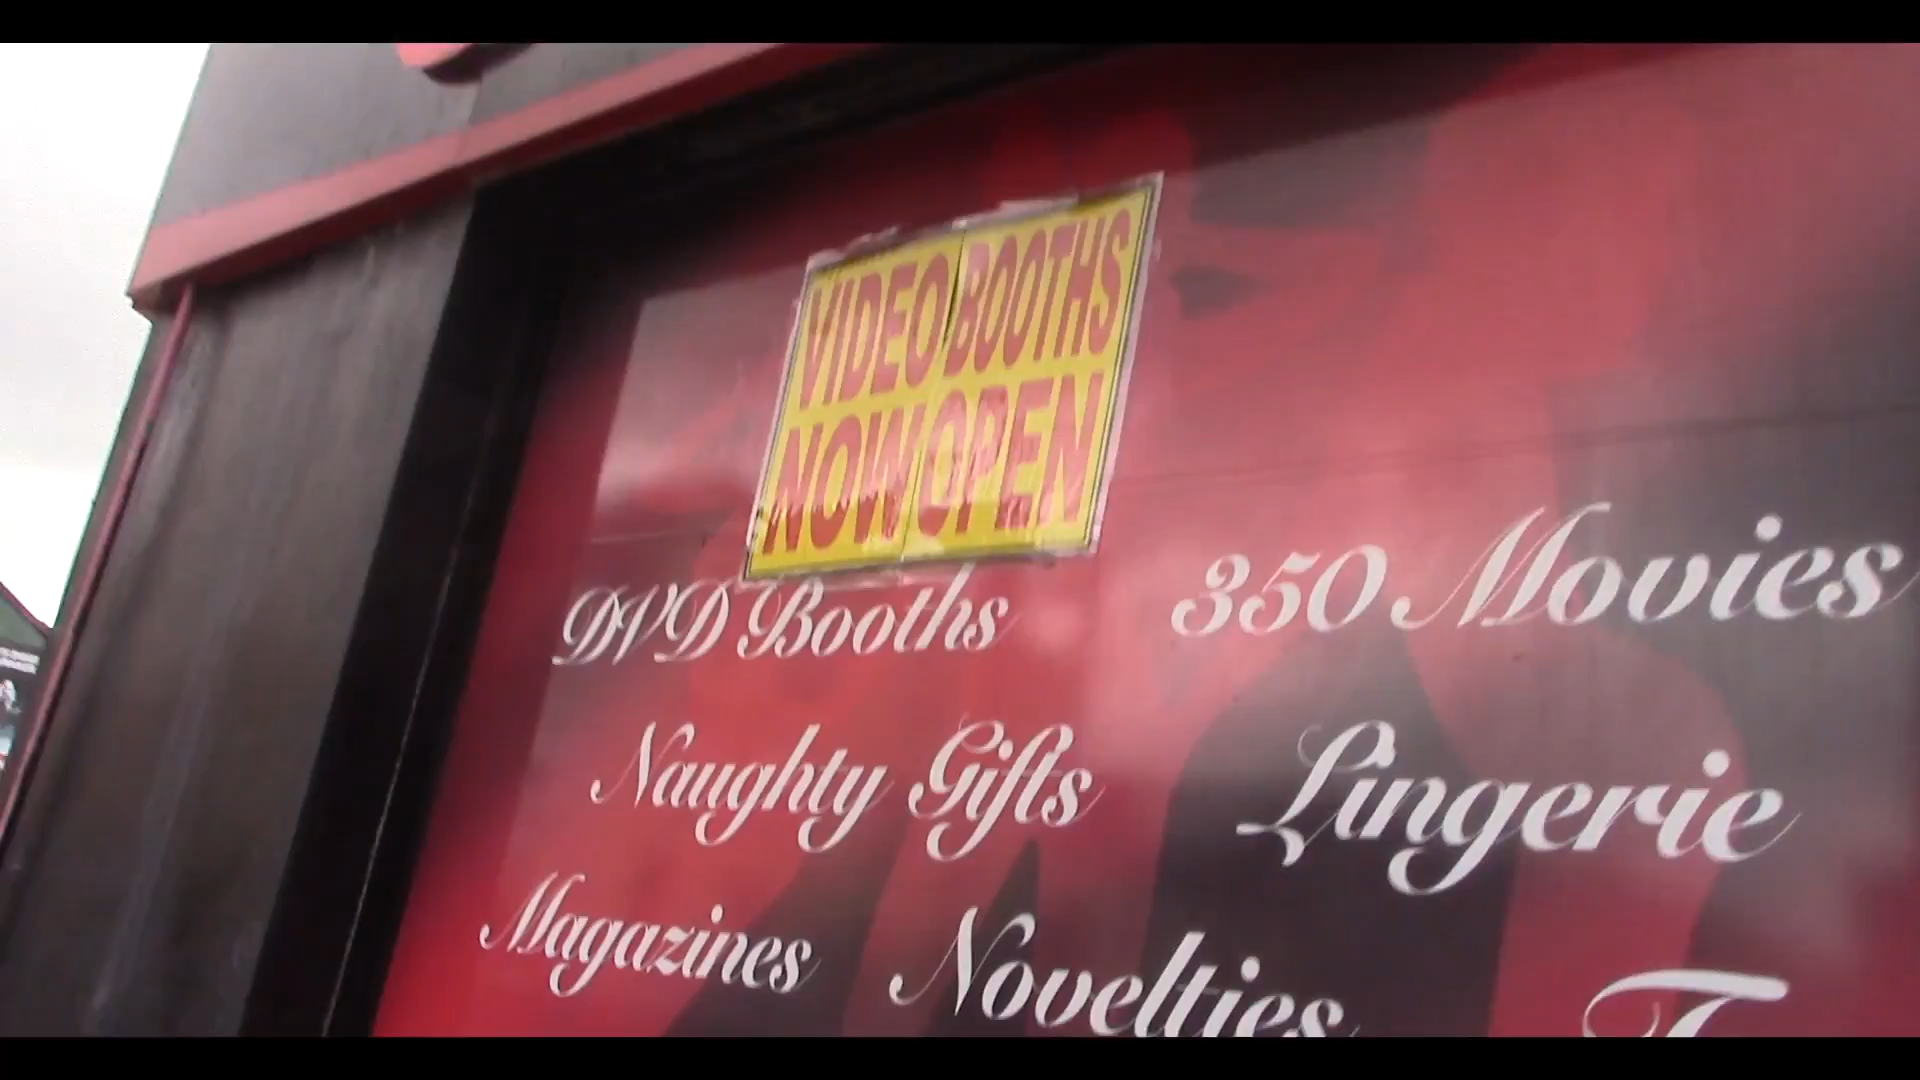 VIDEO BOOTHS
NOW OPEN
DVD Booths
350 Movies
Naughty Gifts
Lingerie
Magazines
Novelties